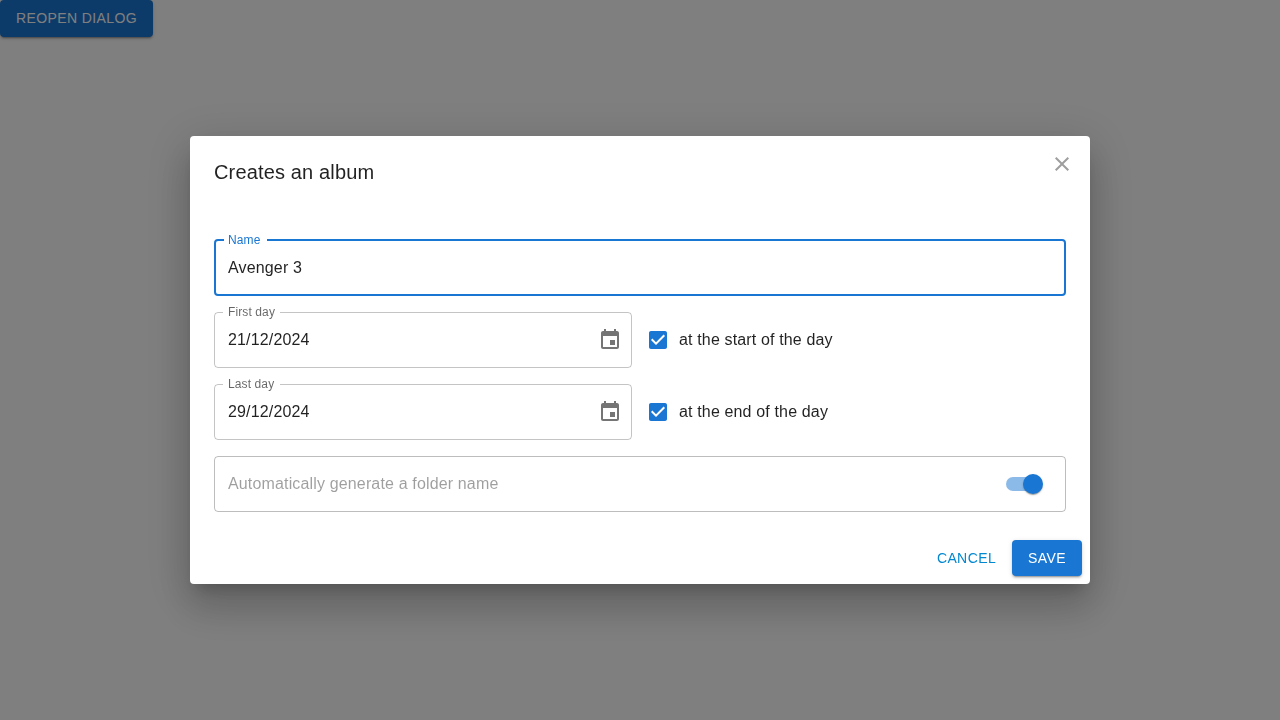 REOPEN DIALOG
Creates an album
Name
Avenger 3
First day
21/12/2024
at the start of the day
Last day
29/12/2024
at the end of the day
Automatically generate a folder name
CANCEL
SAVE